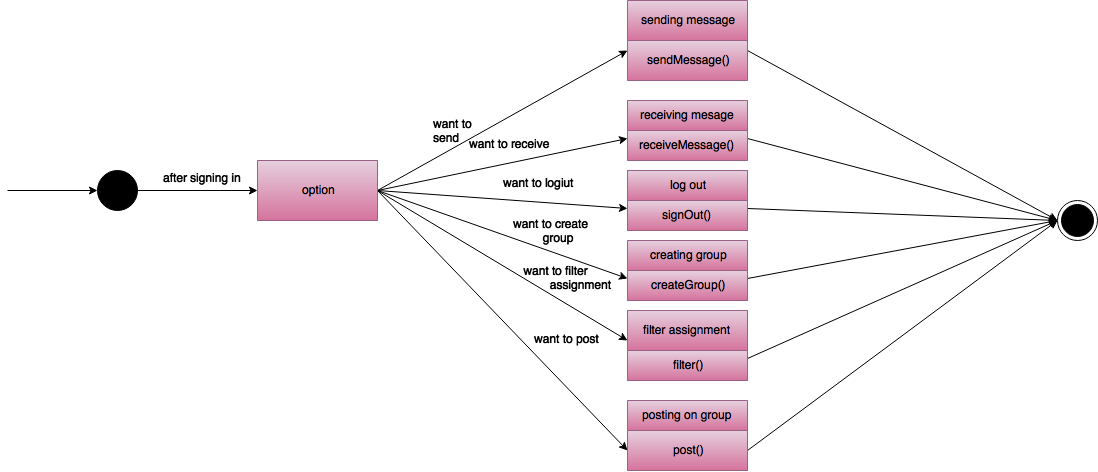 sending message
sendMessage()
want to
send
receiving mesage
want to receive
receiveMessage()
after signing in
option
want to logiut
log out
signOut()
want to create
group
creating group
createGroup()
want to filter
assignment
filter assignment
filter()
want to post
posting on group
post()